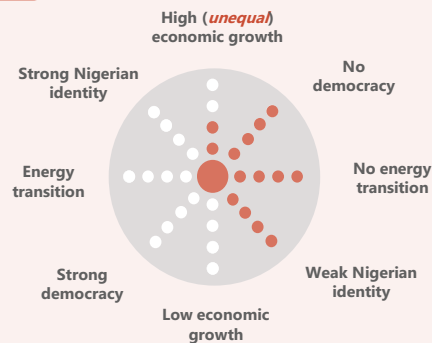 High (unequal)
economic growth
Strong Nigerian
identity
No
democracy
Energy
transition
No energy
transition
Strong
democracy
Weak Nigerian
identity
Low economic
growth